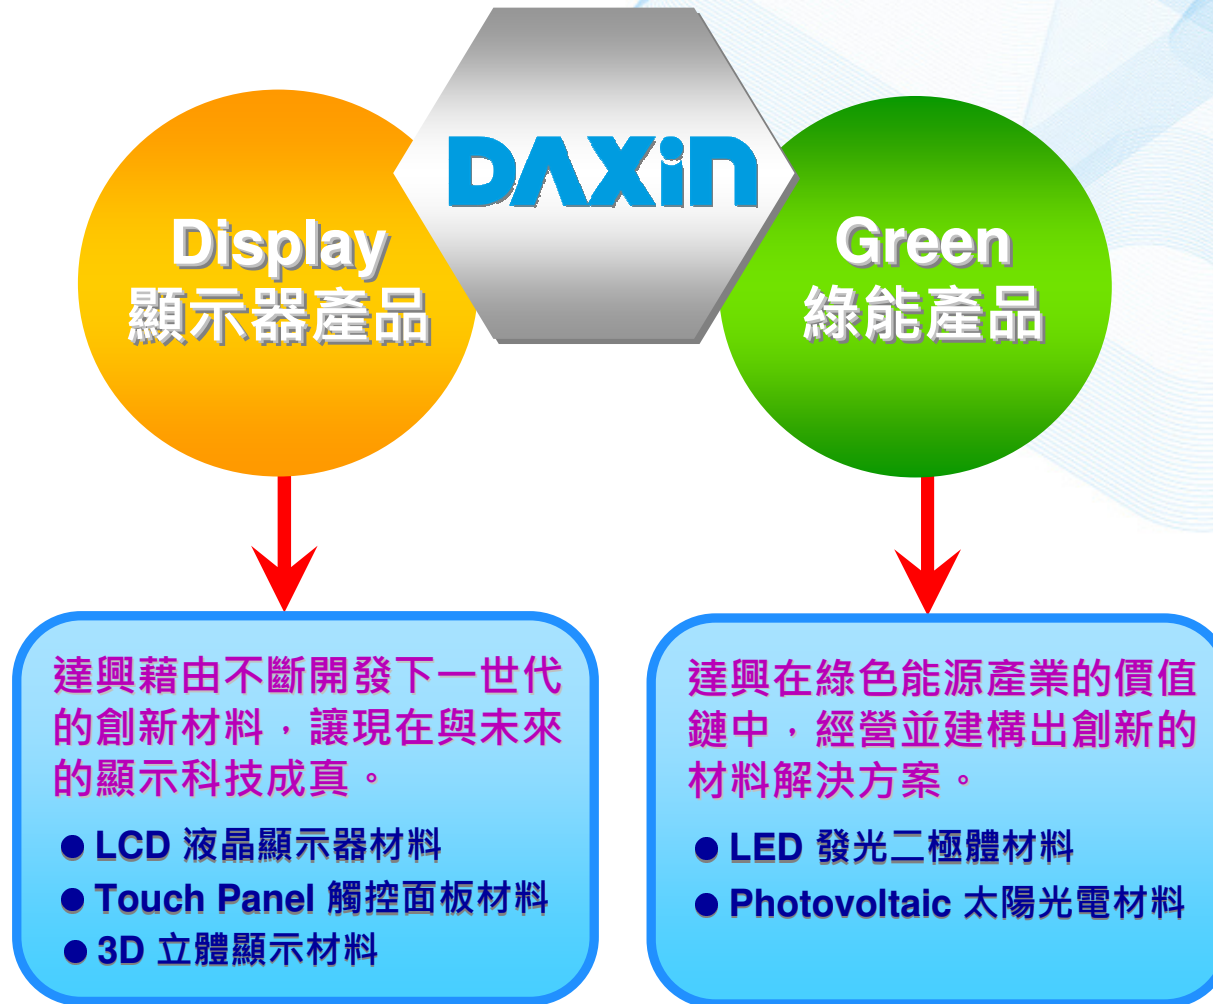 DAXiN
Display
顯示器產品
Green
綠能產品
達興藉由不斷開發下一世代
的創新材料，讓現在與未來
的顯示科技成真。
● LCD 液晶顯示器材料
● Touch Panel 觸控面板材料
● 3D 立體顯示材料
達興在綠色能源產業的價值
鏈中，經營並建構出創新的
材料解決方案。
● LED 發光二極體材料
● Photovoltaic 太陽光電材料